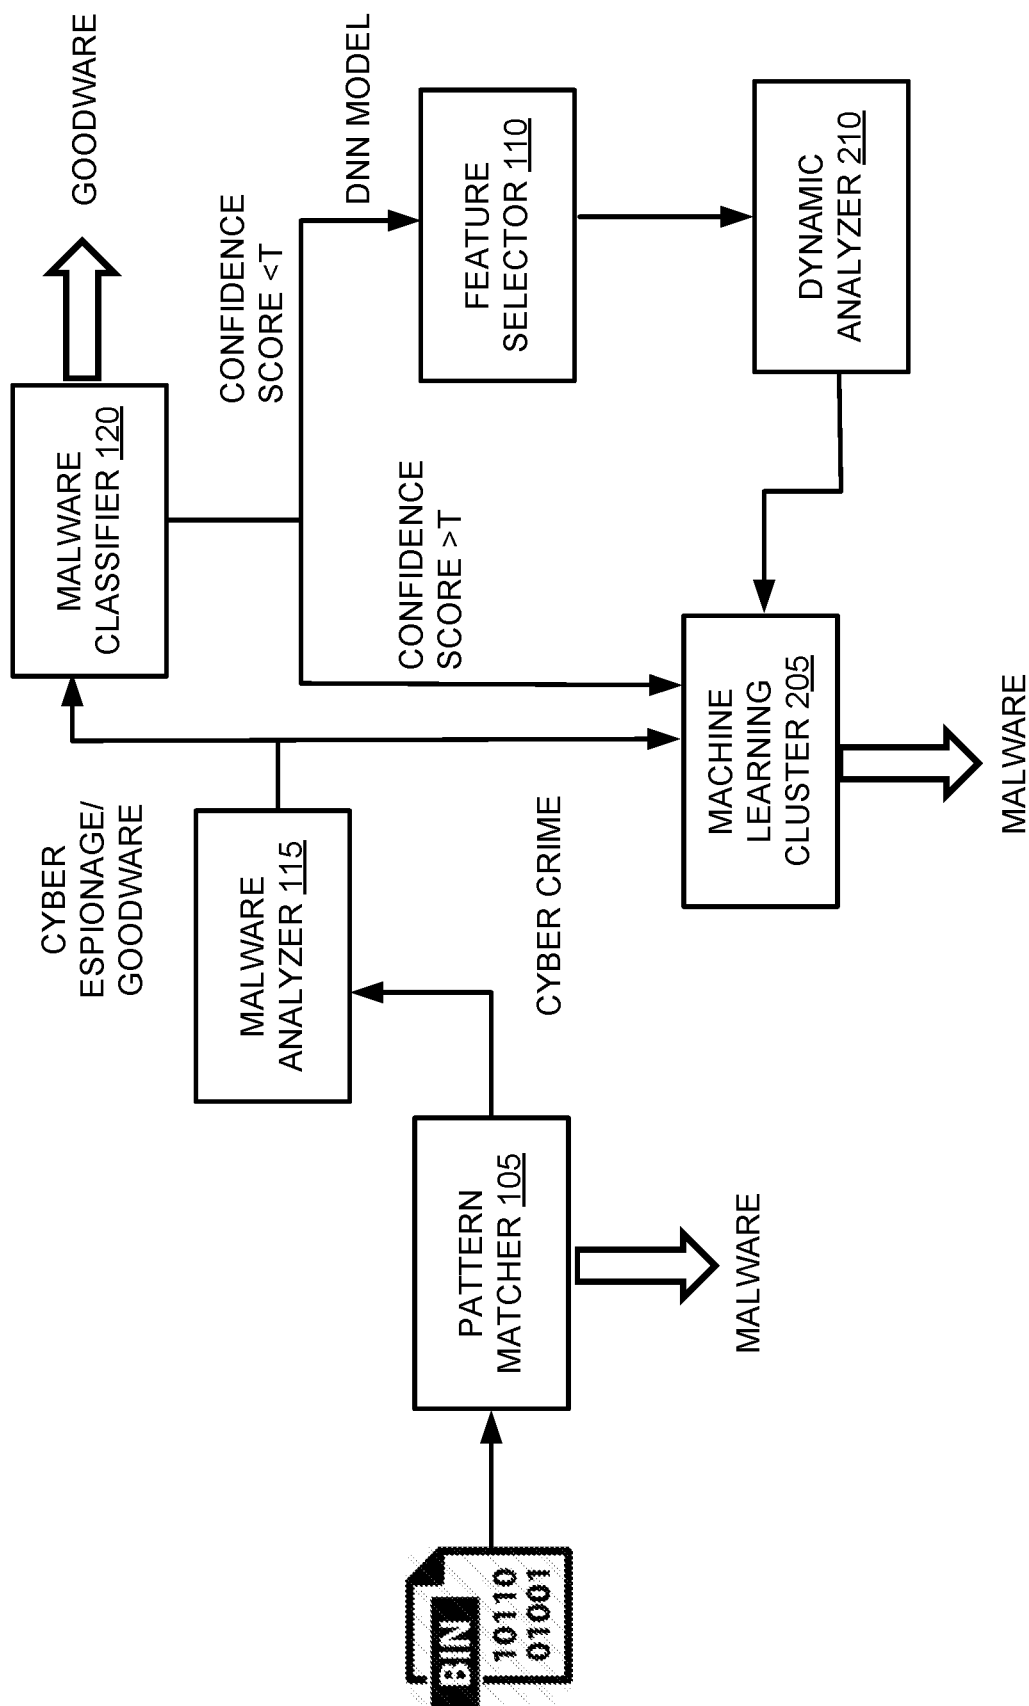 BIN
10110
01001
PATTERN
MATCHER 105
MALWARE
CYBER
ESPIONAGE/
GOODWARE
MALWARE
ANALYZER 115
CYBER CRIME
MALWARE
CLASSIFIER 120
GOODWARE
CONFIDENCE
SCORE <T
CONFIDENCE
SCORE >T
DNN MODEL
FEATURE
SELECTOR 110
DYNAMIC
ANALYZER 210
MACHINE
LEARNING
CLUSTER 205
MALWARE